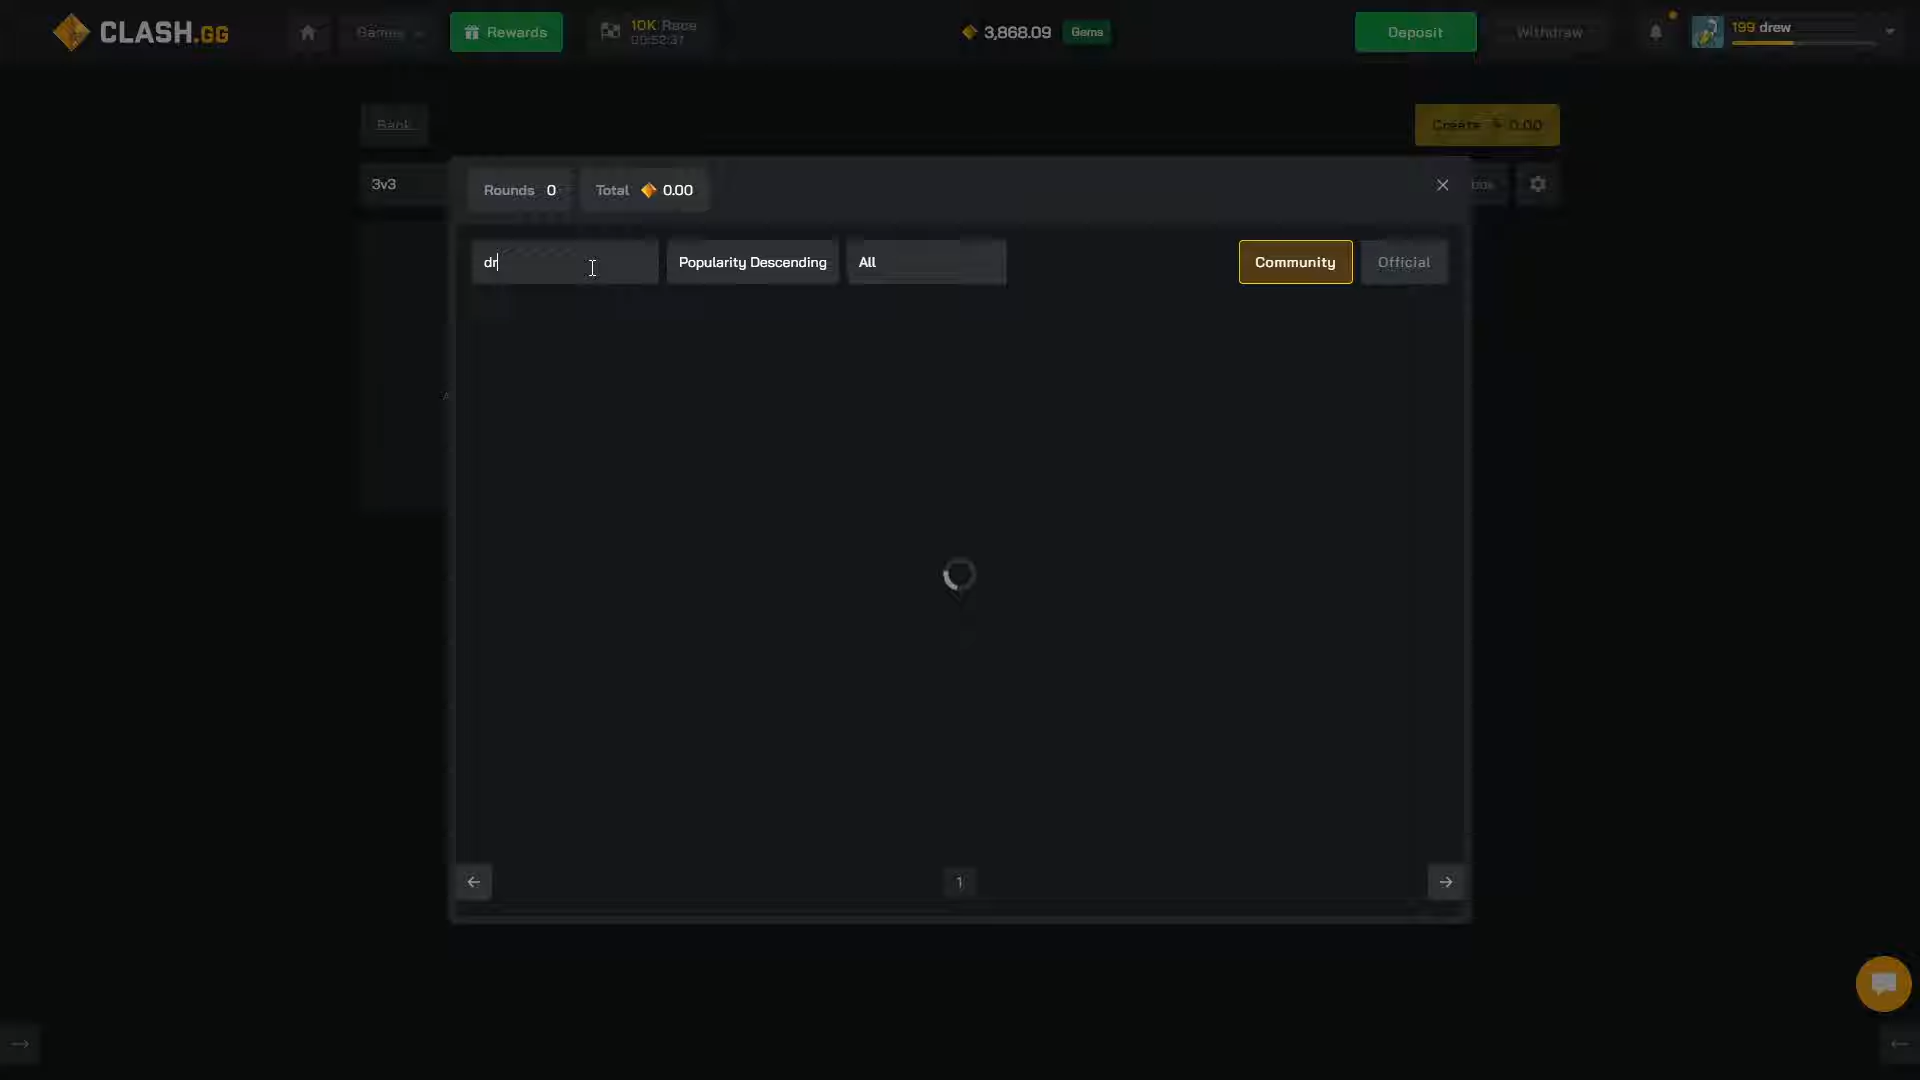 CLASH.GG
Games
Rewards
10K Race
00:52:37
3,868.09
Gems
Deposit
Withdraw
199 drew
Back
Create 0.00
3v3
Rounds 0
Total 0.00
dr
Popularity Descending
All
Community
Official
1